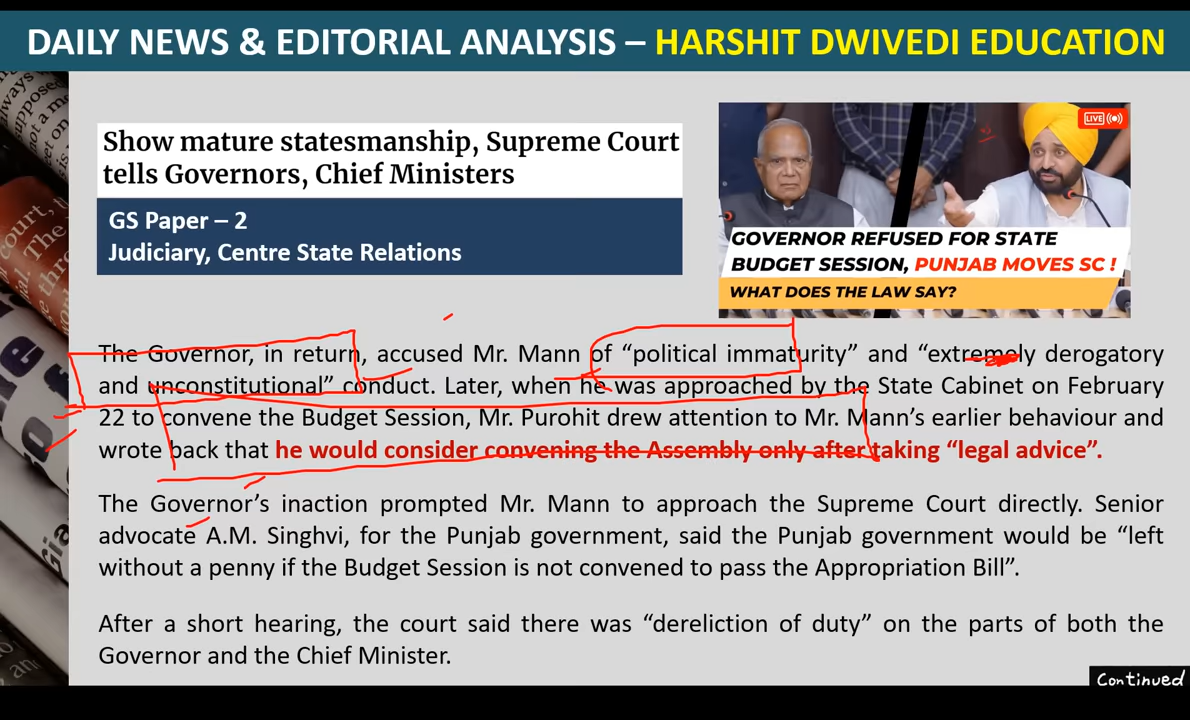 DAILY NEWS & EDITORIAL ANALYSIS – HARSHIT DWIVEDI EDUCATION
Show mature statesmanship, Supreme Court
tells Governors, Chief Ministers
GS Paper – 2
Judiciary, Centre State Relations
LIVE
GOVERNOR REFUSED FOR STATE
BUDGET SESSION, PUNJAB MOVES SC !
WHAT DOES THE LAW SAY?
The Governor, in return, accused Mr. Mann of “political immaturity” and “extremely derogatory
and unconstitutional” conduct. Later, when he was approached by the State Cabinet on February
22 to convene the Budget Session, Mr. Purohit drew attention to Mr. Mann’s earlier behaviour and
wrote back that he would consider convening the Assembly only after taking “legal advice”.
The Governor’s inaction prompted Mr. Mann to approach the Supreme Court directly. Senior
advocate A.M. Singhvi, for the Punjab government, said the Punjab government would be “left
without a penny if the Budget Session is not convened to pass the Appropriation Bill”.
After a short hearing, the court said there was “dereliction of duty” on the parts of both the
Governor and the Chief Minister.
Continued